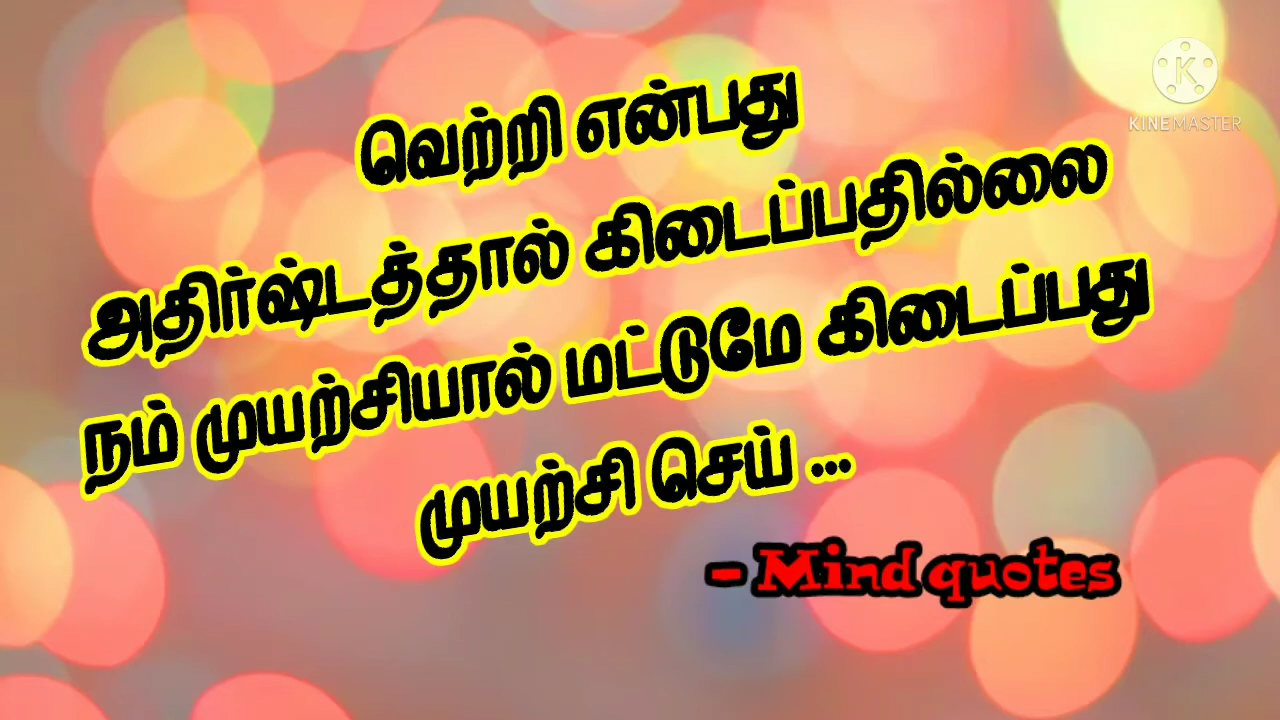 வெற்றி என்பது
அதிர்ஷ்டத்தால் கிடைப்பதில்லை
நம் முயற்சியால் மட்டுமே கிடைப்பது
முயற்சி செய் ...
- Mind quotes
K
KINEMASTER